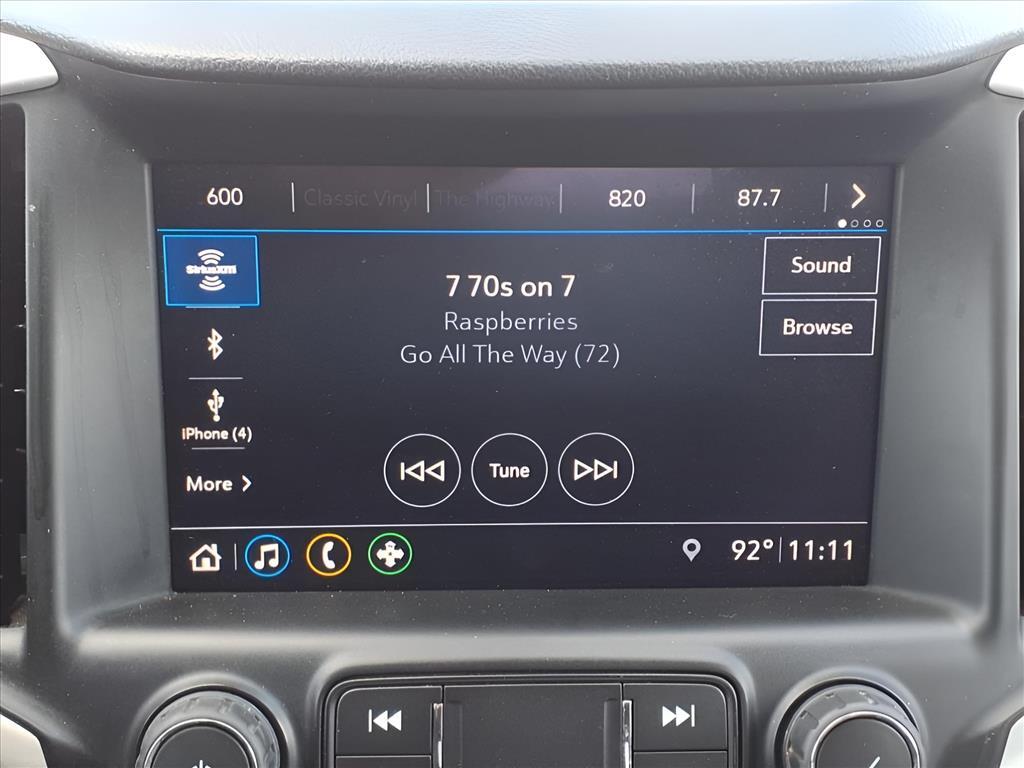 600 Classic Vinyl The Highway 820 87.7
SiriusXM
7 70s on 7
Raspberries
Go All The Way (72)
Sound
Browse
iPhone (4)
More
Tune
92° 11:11